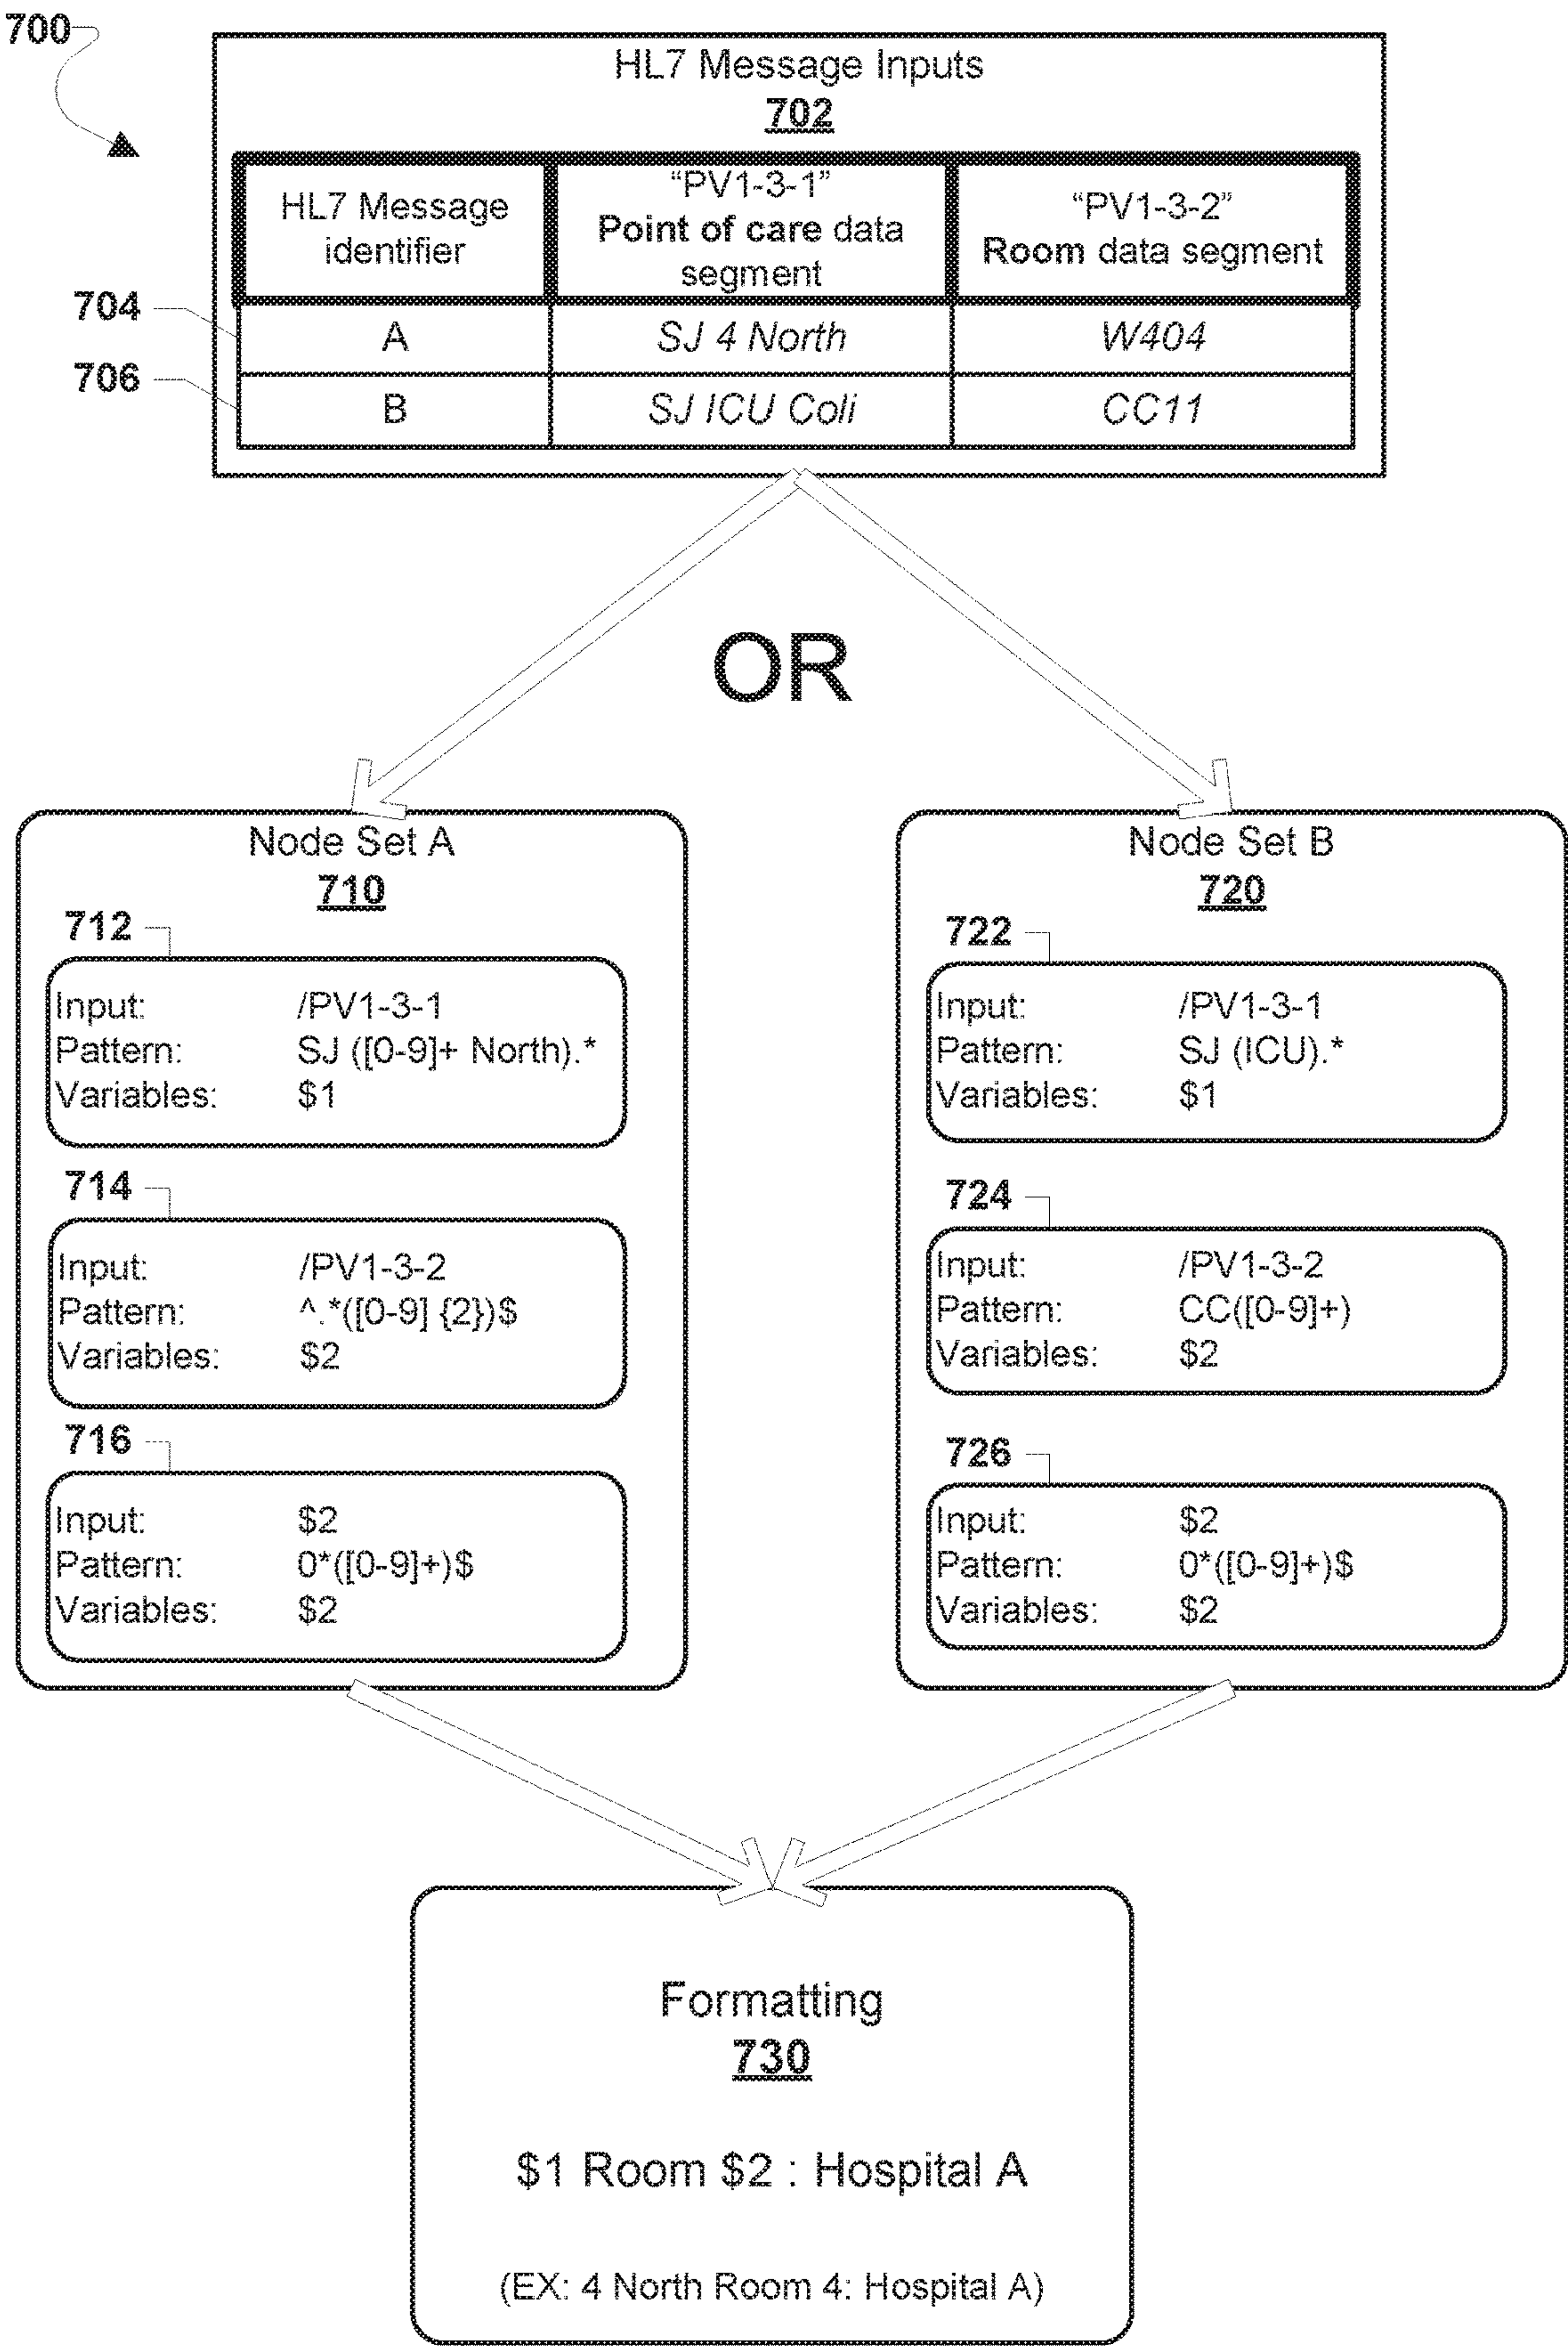 700
HL7 Message Inputs
702
HL7 Message
identifier
“PV1-3-1”
Point of care data
segment
“PV1-3-2”
Room data segment
704
A
SJ 4 North
W404
706
B
SJ ICU Coli
CC11
OR
Node Set A
710
712
Input: /PV1-3-1
Pattern: SJ ([0-9]+ North).*
Variables: $1
714
Input: /PV1-3-2
Pattern: ^.*([0-9] {2})$
Variables: $2
716
Input: $2
Pattern: 0*([0-9]+)$
Variables: $2
Node Set B
720
722
Input: /PV1-3-1
Pattern: SJ (ICU).*
Variables: $1
724
Input: /PV1-3-2
Pattern: CC([0-9]+)
Variables: $2
726
Input: $2
Pattern: 0*([0-9]+)$
Variables: $2
Formatting
730
$1 Room $2 : Hospital A
(EX: 4 North Room 4: Hospital A)